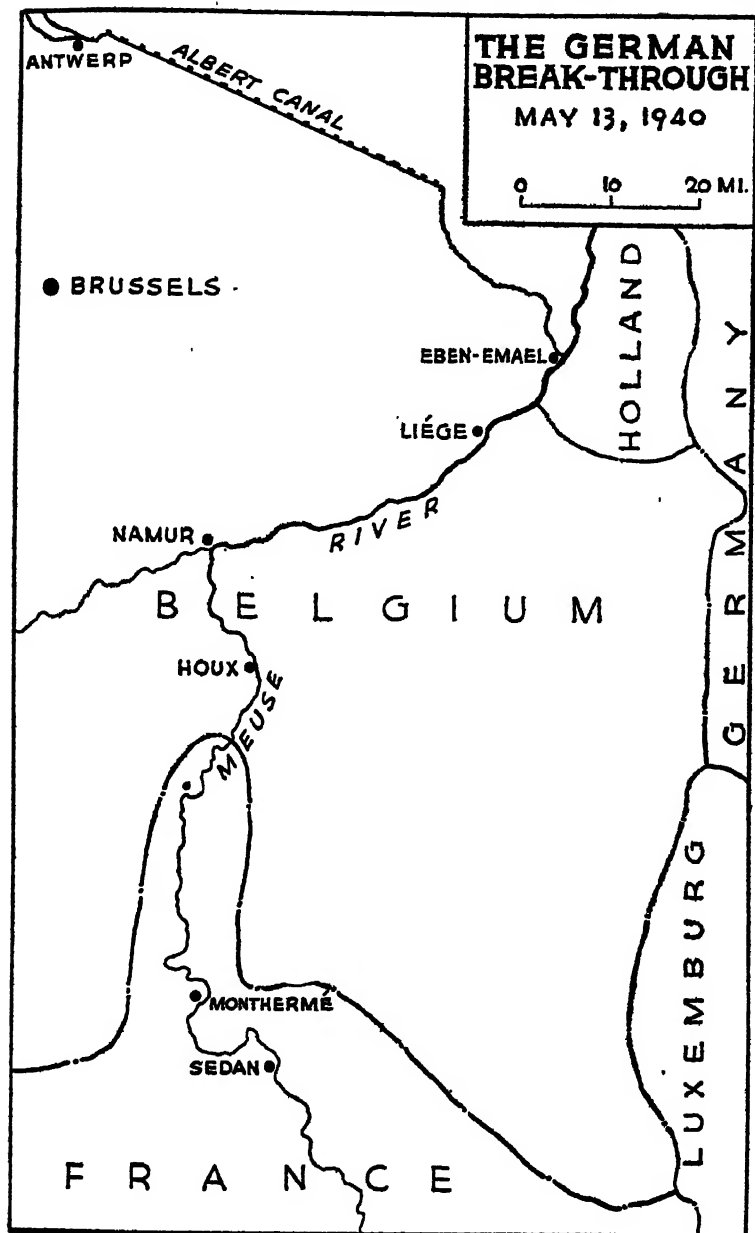 THE GERMAN
BREAK-THROUGH
MAY 13, 1940
0 10 20 MI.
ANTWERP
ALBERT CANAL
BRUSSELS
HOLLAND
GERMANY
EBEN-EMAEL
LIÉGE
NAMUR
RIVER
BELGIUM
HOUX
MEUSE
LUXEMBURG
MONTHERMÉ
SEDAN
FRANCE